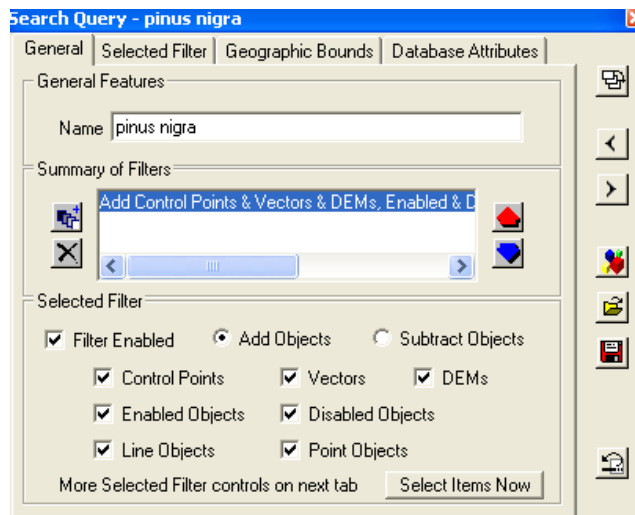 Search Query - pinus nigra
General Selected Filter Geographic Bounds Database Attributes
General Features
Name pinus nigra
Summary of Filters
Add Control Points & Vectors & DEMs, Enabled & D
Selected Filter
Filter Enabled Add Objects Subtract Objects
Control Points Vectors DEMs
Enabled Objects Disabled Objects
Line Objects Point Objects
More Selected Filter controls on next tab Select Items Now